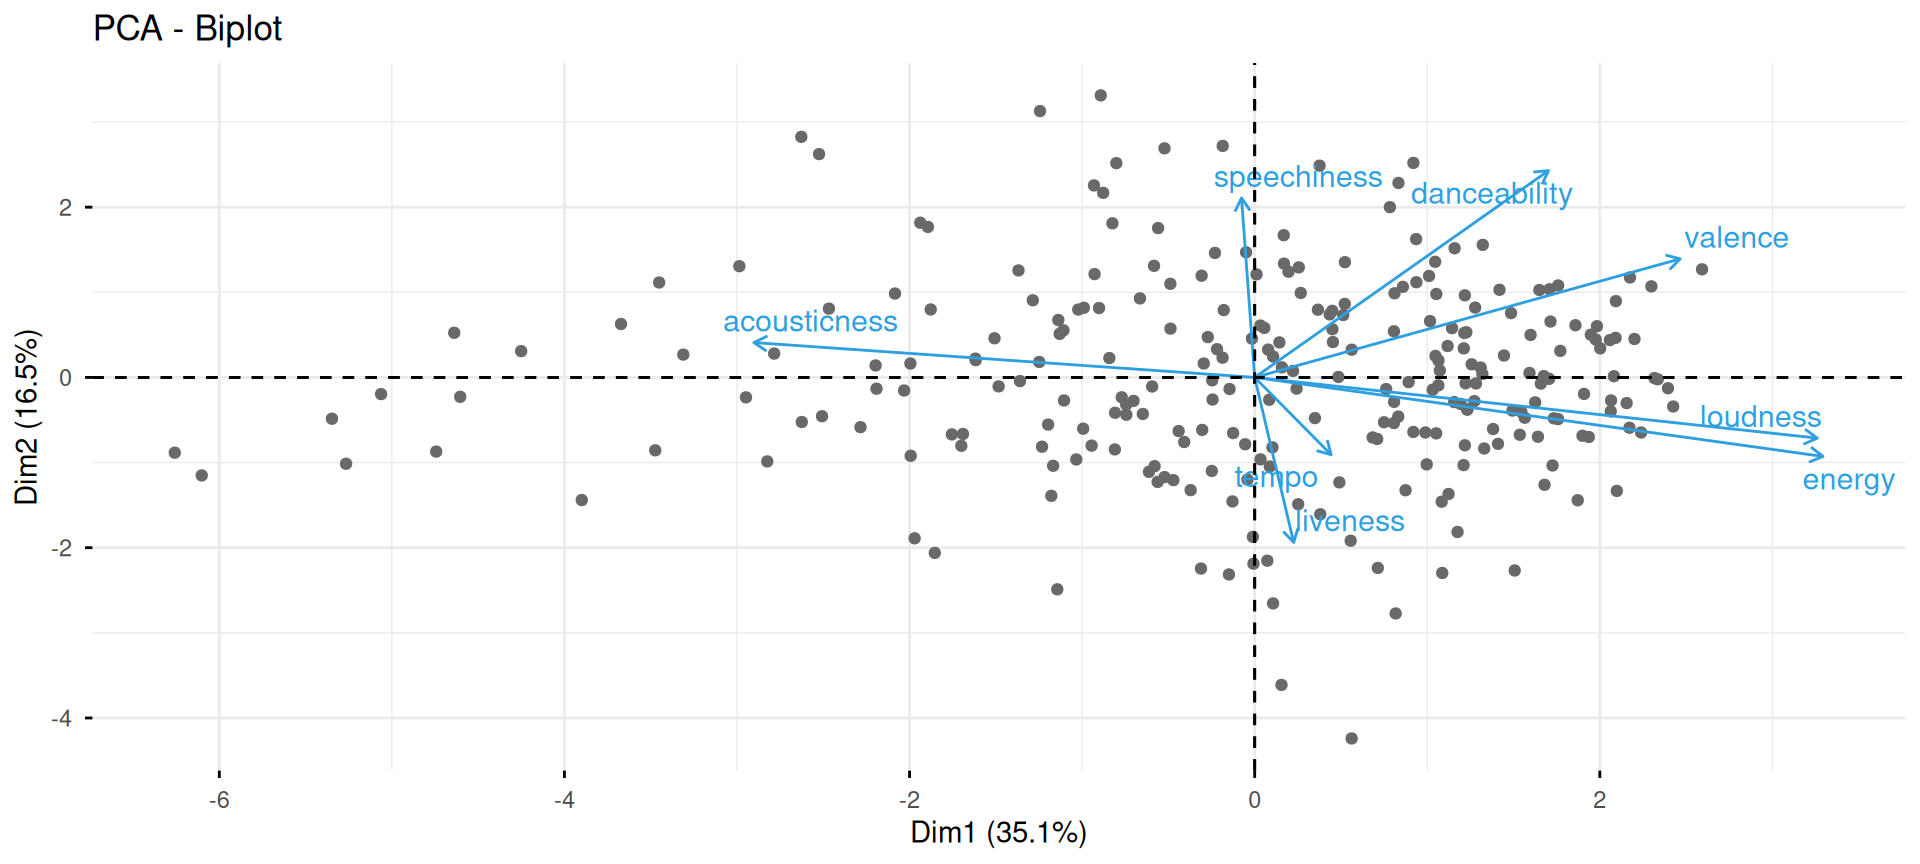 PCA - Biplot
speechiness
danceability
valence
acousticness
loudness
energy
tempo
liveness
2
0
-2
-4
-6
-4
-2
0
2
Dim1 (35.1%)
Dim2 (16.5%)